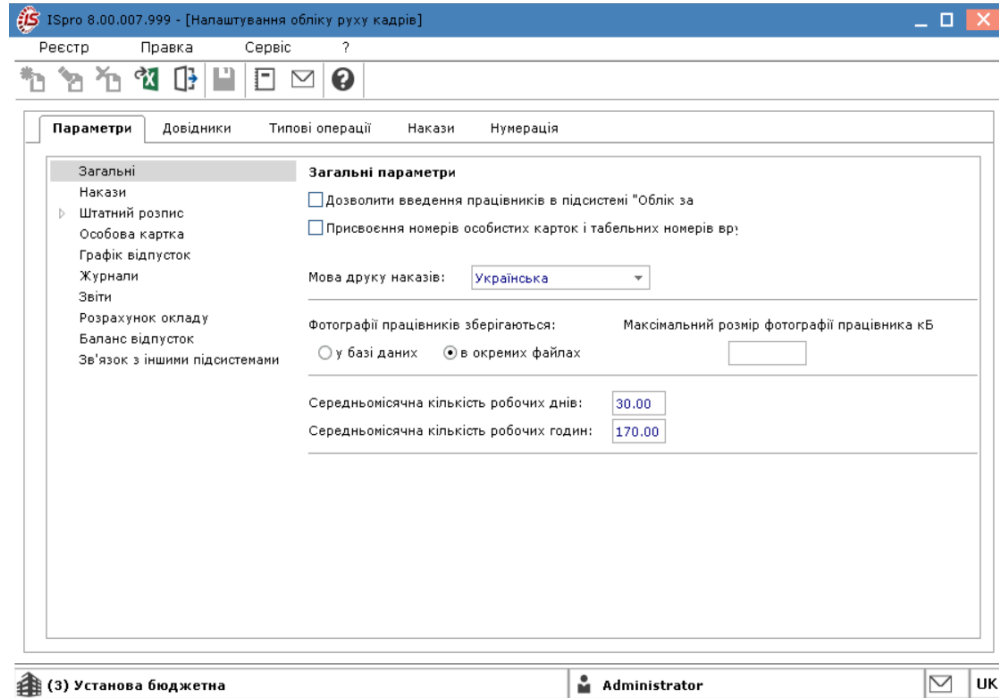 ISpro 8.00.007.999 - [Налаштування обліку руху кадрів]
Реєстр Правка Сервіс ?
Параметри Довідники Типові операції Накази Нумерація
Загальні
Накази
Штатний розпис
Особова картка
Графік відпусток
Журнали
Звіти
Розрахунок окладу
Баланс відпусток
Зв'язок з іншими підсистемами
Загальні параметри
Дозволити введення працівників в підсистемі "Облік за
Присвоєння номерів особистих карток і табельних номерів вру
Мова друку наказів: Українська
Фотографії працівників зберігаються: Максімальний розмір фотографії працівника кБ
у базі даних в окремих файлах
Середньомісячна кількість робочих днів: 30.00
Середньомісячна кількість робочих годин: 170.00
(3) Установа бюджетна Administrator UK